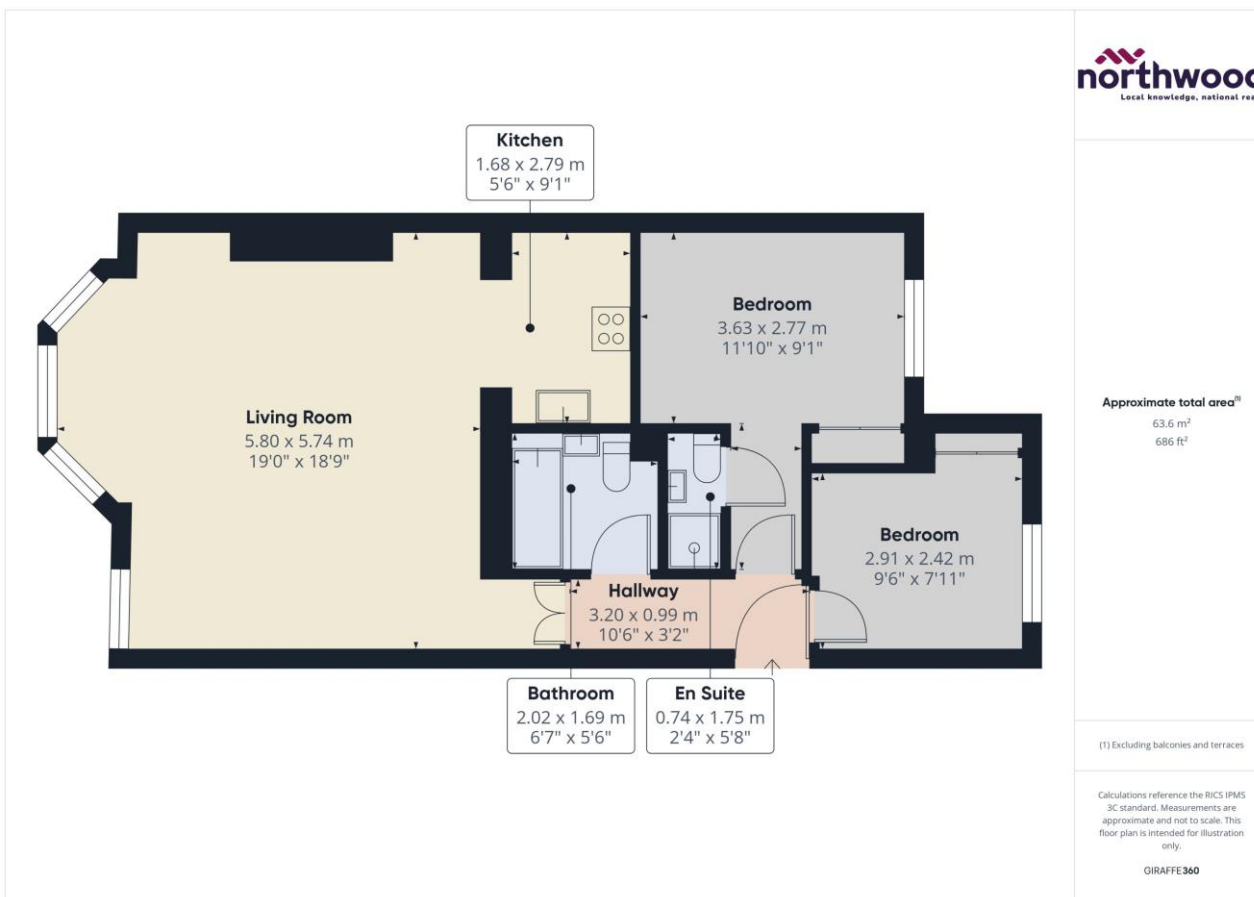 Kitchen
1.68 x 2.79 m
5'6" x 9'1"
Bedroom
3.63 x 2.77 m
11'10" x 9'1"
Living Room
5.80 x 5.74 m
19'0" x 18'9"
Bedroom
2.91 x 2.42 m
9'6" x 7'11"
Hallway
3.20 x 0.99 m
10'6" x 3'2"
Bathroom
2.02 x 1.69 m
6'7" x 5'6"
En Suite
0.74 x 1.75 m
2'4" x 5'8"
northwood
Local knowledge, national rea
Approximate total area(1)
63.6 m²
686 ft²
(1) Excluding balconies and terraces
Calculations reference the RICS IPMS
3C standard. Measurements are
approximate and not to scale. This
floor plan is intended for illustration
only.
GIRAFFE360